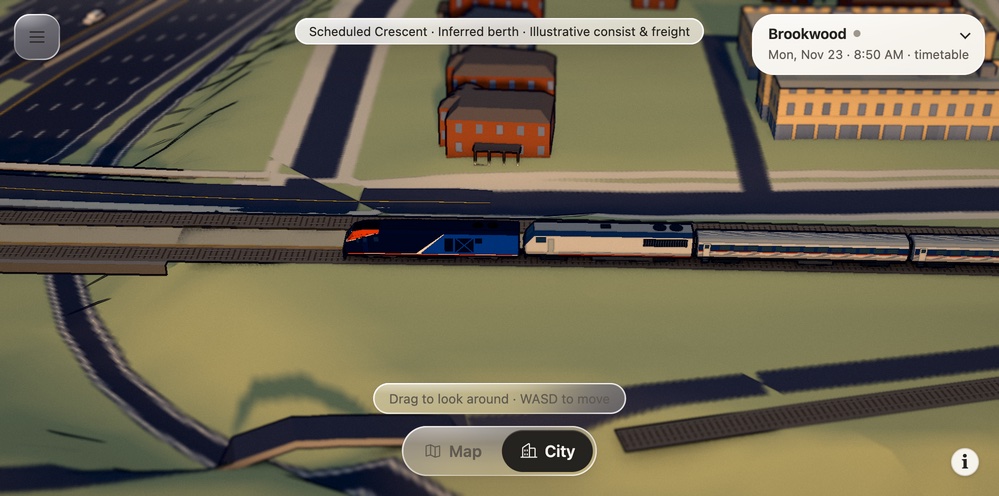 Scheduled Crescent · Inferred berth · Illustrative consist & freight
Brookwood
Mon, Nov 23 · 8:50 AM · timetable
Drag to look around · WASD to move
Map
City
i